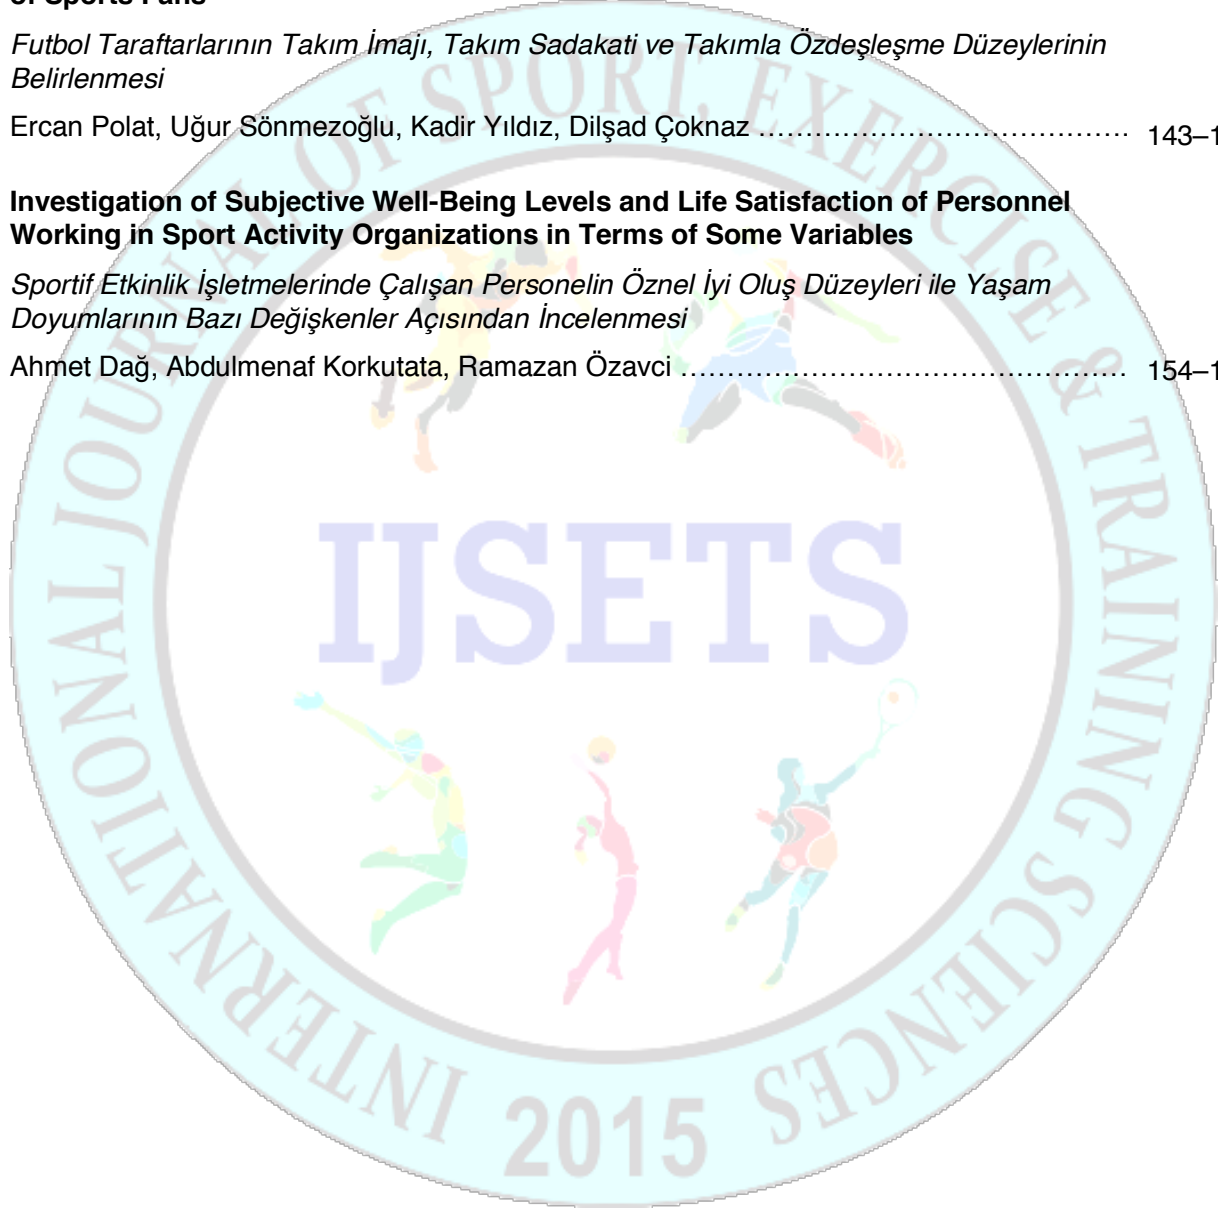 of Sports Fans
Futbol Taraftarlarının Takım İmajı, Takım Sadakati ve Takımla Özdeşleşme Düzeylerinin
Belirlenmesi
Ercan Polat, Uğur Sönmezoğlu, Kadir Yıldız, Dilşad Çoknaz ........................................ 143–1
Investigation of Subjective Well-Being Levels and Life Satisfaction of Personnel
Working in Sport Activity Organizations in Terms of Some Variables
Sportif Etkinlik İşletmelerinde Çalışan Personelin Öznel İyi Oluş Düzeyleri ile Yaşam
Doyumlarının Bazı Değişkenler Açısından İncelenmesi
Ahmet Dağ, Abdulmenaf Korkutata, Ramazan Özavci ................................................ 154–1
INTERNATIONAL JOURNAL OF SPORT, EXERCISE & TRAINING SCIENCES
IJSETS
2015